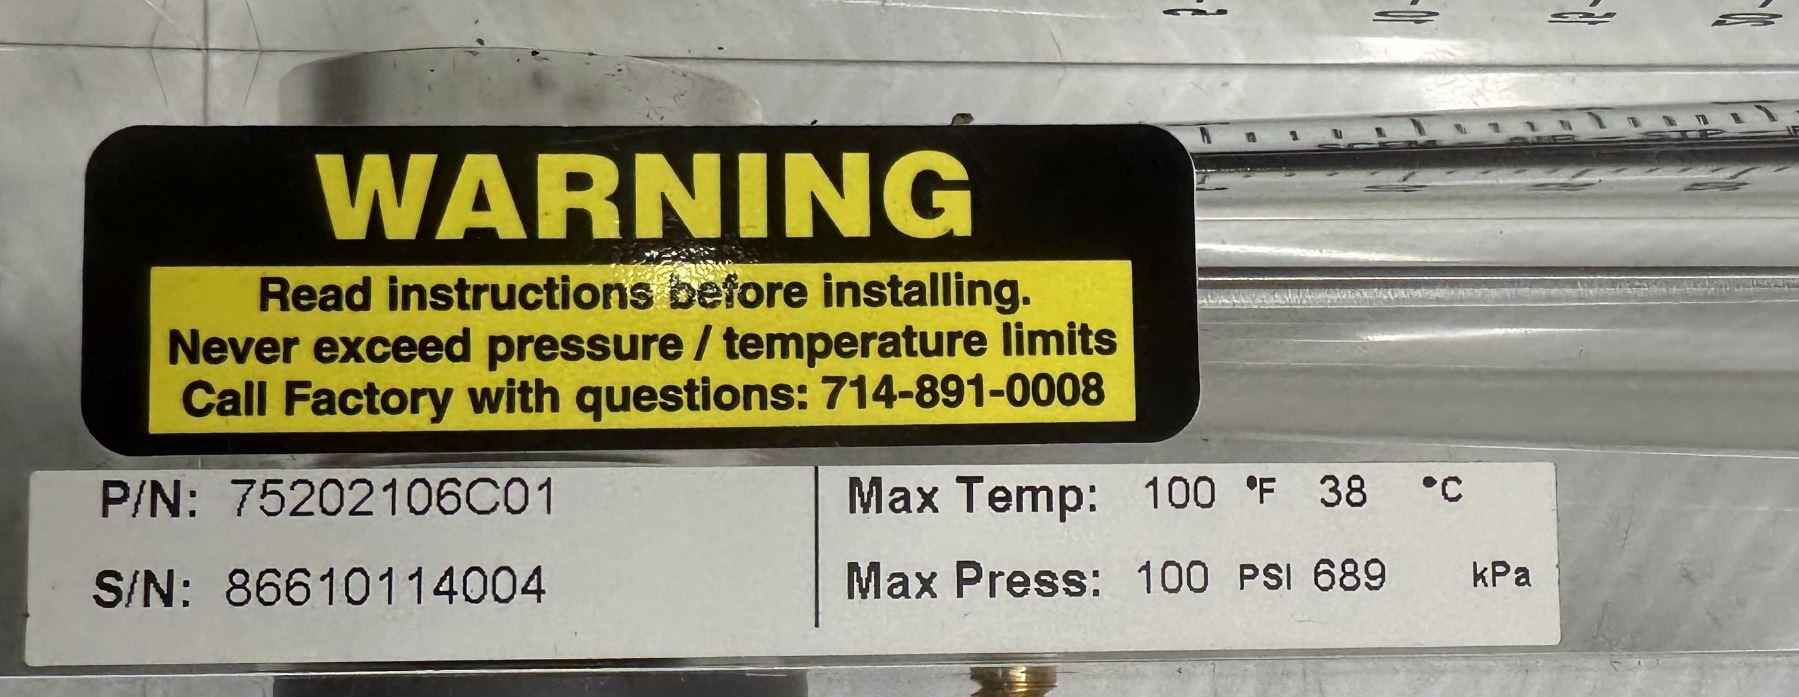 WARNING
Read instructions before installing.
Never exceed pressure / temperature limits
Call Factory with questions: 714-891-0008
P/N: 75202106C01
S/N: 86610114004
Max Temp: 100 °F 38 °C
Max Press: 100 PSI 689 kPa